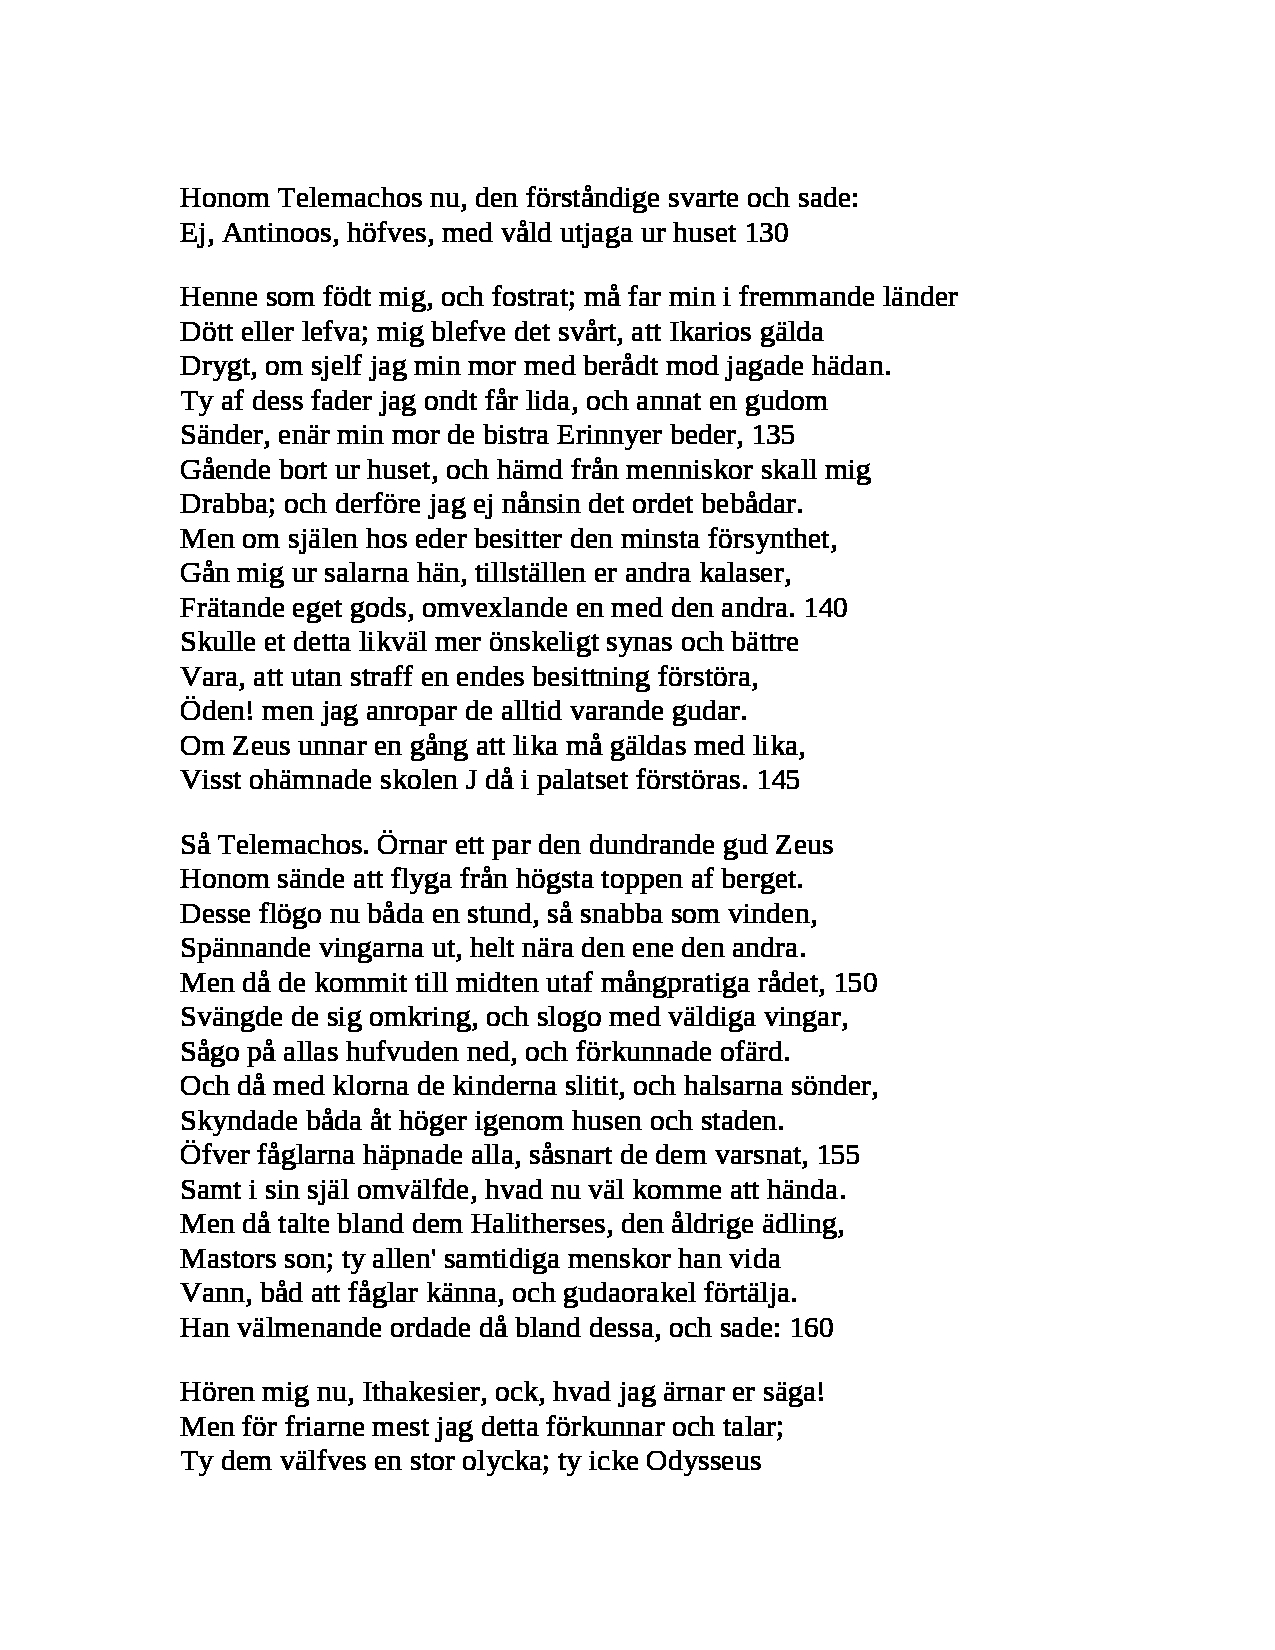 Honom Telemachos nu, den förståndige svarte och sade:
Ej, Antinoos, höfves, med våld utjaga ur huset 130
Henne som födt mig, och fostrat; må far min i fremmande länder
Dött eller lefva; mig blefve det svårt, att Ikarios gälda
Drygt, om sjelf jag min mor med berådt mod jagade hädan.
Ty af dess fader jag ondt får lida, och annat en gudom
Sänder, enär min mor de bistra Erinnyer beder, 135
Gående bort ur huset, och hämd från menniskor skall mig
Drabba; och derföre jag ej nånsin det ordet bebådar.
Men om själen hos eder besitter den minsta försynthet,
Gån mig ur salarna hän, tillställen er andra kalaser,
Frätande eget gods, omvexlande en med den andra. 140
Skulle et detta likväl mer önskeligt synas och bättre
Vara, att utan straff en endes besittning förstöra,
Öden! men jag anropar de alltid varande gudar.
Om Zeus unnar en gång att lika må gäldas med lika,
Visst ohämnade skolen J då i palatset förstöras. 145
Så Telemachos. Örnar ett par den dundrande gud Zeus
Honom sände att flyga från högsta toppen af berget.
Desse flögo nu båda en stund, så snabba som vinden,
Spännande vingarna ut, helt nära den ene den andra.
Men då de kommit till midten utaf mångpratiga rådet, 150
Svängde de sig omkring, och slogo med väldiga vingar,
Sågo på allas hufvuden ned, och förkunnade ofärd.
Och då med klorna de kinderna slitit, och halsarna sönder,
Skyndade båda åt höger igenom husen och staden.
Öfver fåglarna häpnade alla, såsnart de dem varsnat, 155
Samt i sin själ omvälfde, hvad nu väl komme att hända.
Men då talte bland dem Halitherses, den åldrige ädling,
Mastors son; ty allen' samtidiga menskor han vida
Vann, båd att fåglar känna, och gudaorakel förtälja.
Han välmenande ordade då bland dessa, och sade: 160
Hören mig nu, Ithakesier, ock, hvad jag ärnar er säga!
Men för friarne mest jag detta förkunnar och talar;
Ty dem välfves en stor olycka; ty icke Odysseus